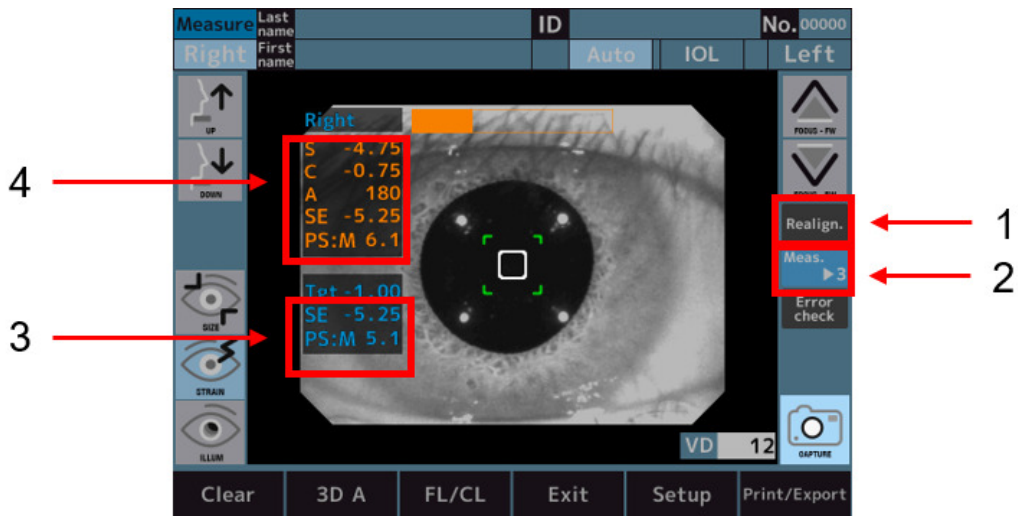 Measure Last name ID No. 00000
Right First name Auto IOL Left
UP
DOWN
SIZE
STRAIN
ILLUM
Right
S -4.75
C -0.75
A 180
SE -5.25
PS:M 6.1
Tgt -1.00
SE -5.25
PS:M 5.1
4
3
FOCUS - FW
Realign.
Meas.
▶3
Error
check
CAPTURE
1
2
VD 12
Clear 3D A FL/CL Exit Setup Print/Export